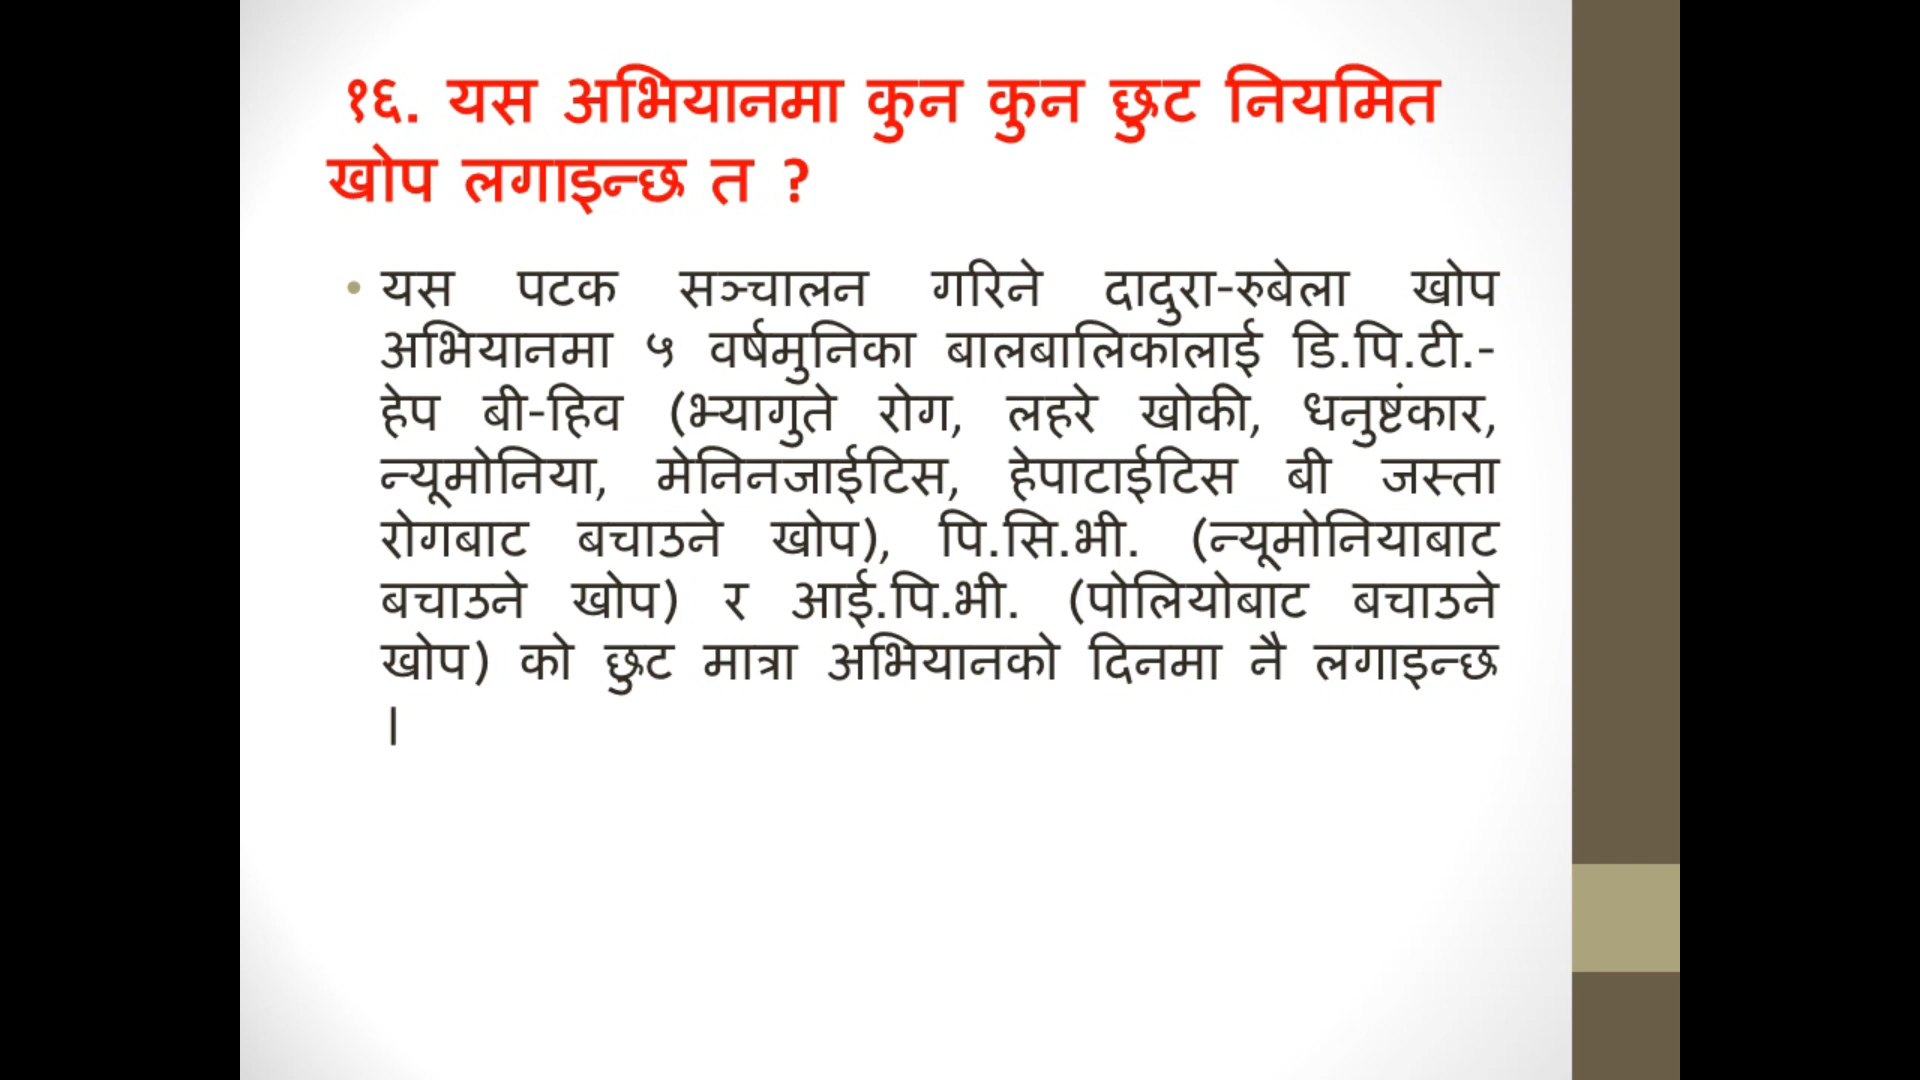 १६. यस अभियानमा कुन कुन छुट नियमित
खोप लगाइन्छ त ?
• यस पटक सञ्चालन गरिने दादुरा-रुबेला खोप
अभियानमा ५ वर्षमुनिका बालबालिकालाई डि.पि.टी.-
हेप बी-हिव (भ्यागुते रोग, लहरे खोकी, धनुष्टंकार,
न्यूमोनिया, मेनिनजाईटिस, हेपाटाईटिस बी जस्ता
रोगबाट बचाउने खोप), पि.सि.भी. (न्यूमोनियाबाट
बचाउने खोप) र आई.पि.भी. (पोलियोबाट बचाउने
खोप) को छुट मात्रा अभियानको दिनमा नै लगाइन्छ
।